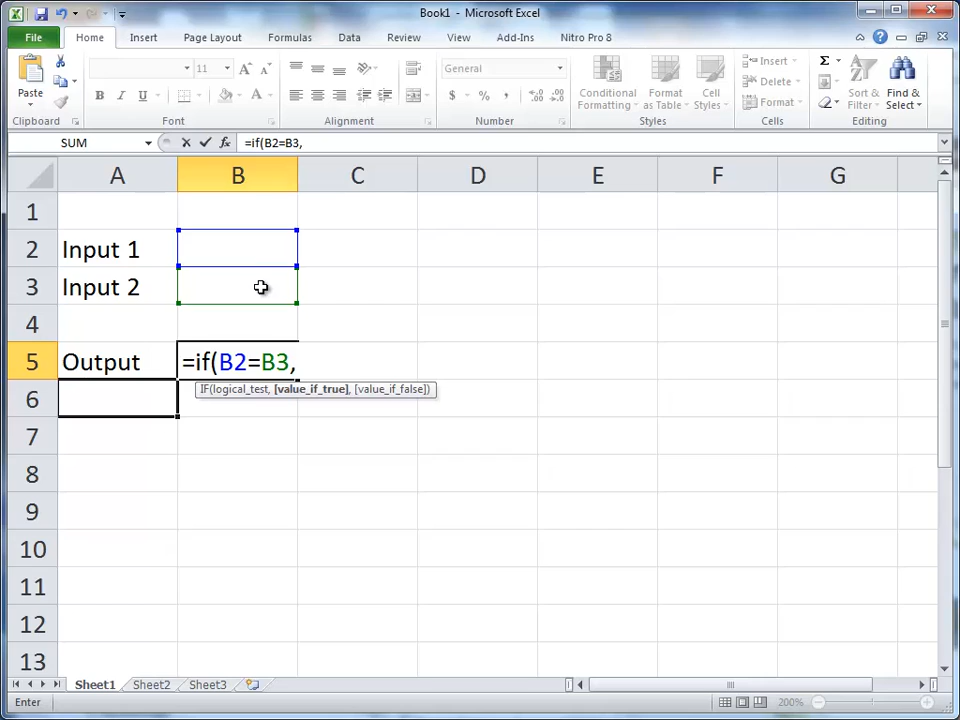 Book1 - Microsoft Excel
File Home Insert Page Layout Formulas Data Review View Add-Ins Nitro Pro 8
Paste
Clipboard
11 A A
B I U A
Font
Alignment
General
$ % ,
Number
Conditional Formatting
Format as Table
Cell Styles
Styles
Insert
Delete
Format
Cells
Σ
Sort & Filter
Find & Select
Editing
SUM fx =if(B2=B3,
A B C D E F G
1
2 Input 1
3 Input 2
4
5 Output =if(B2=B3,
IF(logical_test, [value_if_true], [value_if_false])
6
7
8
9
10
11
12
13
Sheet1 Sheet2 Sheet3
Enter 200%